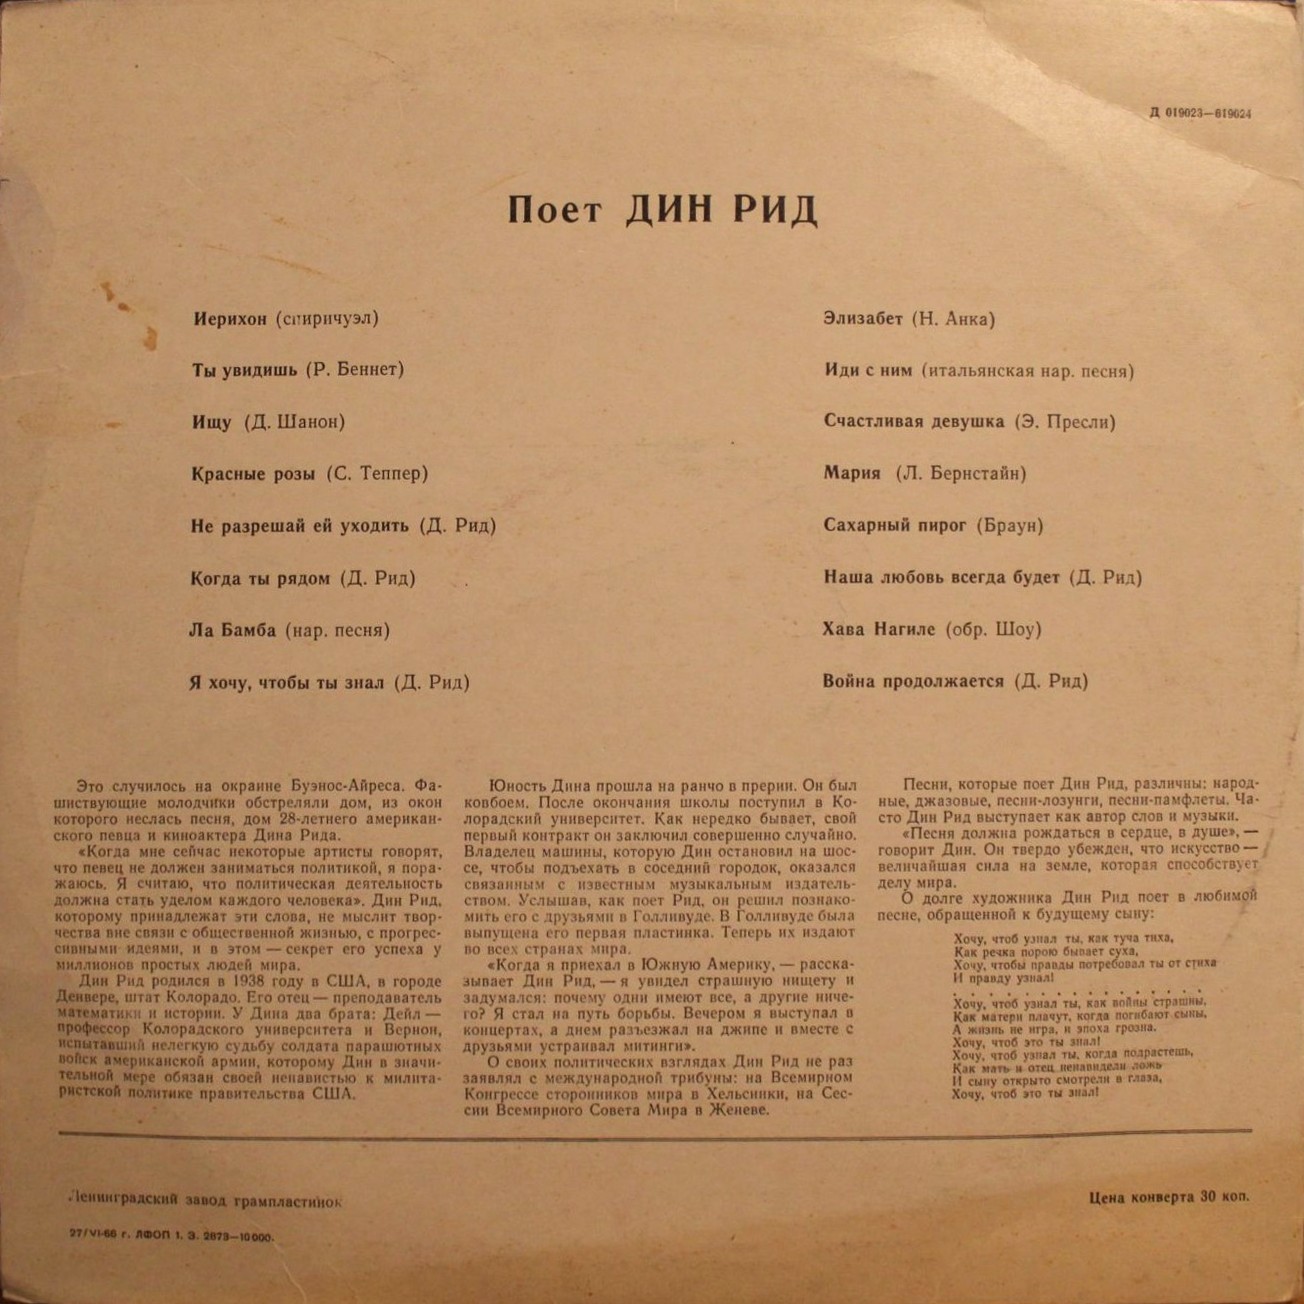 Д 019023—019024
Поет ДИН РИД
Иерихон (спиричуэл)
Ты увидишь (Р. Беннет)
Ищу (Д. Шанон)
Красные розы (С. Теппер)
Не разрешай ей уходить (Д. Рид)
Когда ты рядом (Д. Рид)
Ла Бамба (нар. песня)
Я хочу, чтобы ты знал (Д. Рид)
Элизабет (Н. Анка)
Иди с ним (итальянская нар. песня)
Счастливая девушка (Э. Пресли)
Мария (Л. Бернстайн)
Сахарный пирог (Браун)
Наша любовь всегда будет (Д. Рид)
Хава Нагиле (обр. Шоу)
Война продолжается (Д. Рид)
Это случилось на окраине Буэнос-Айреса. Фа-
шиствующие молодчики обстреляли дом, из окон
которого неслась песня, дом 28-летнего американ-
ского певца и киноактера Дина Рида.
«Когда мне сейчас некоторые артисты говорят,
что певец не должен заниматься политикой, я пора-
жаюсь. Я считаю, что политическая деятельность
должна стать уделом каждого человека». Дин Рид,
которому принадлежат эти слова, не мыслит твор-
чества вне связи с общественной жизнью, с прогрес-
сивными идеями, и в этом — секрет его успеха у
миллионов простых людей мира.
Дин Рид родился в 1938 году в США, в городе
Денвере, штат Колорадо. Его отец — преподаватель
математики и истории. У Дина два брата: Дейл —
профессор Колорадского университета и Вернон,
испытавший нелегкую судьбу солдата парашютных
войск американской армии, которому Дин в значи-
тельной мере обязан своей ненавистью к милита-
ристской политике правительства США.
Юность Дина прошла на ранчо в прерии. Он был
ковбоем. После окончания школы поступил в Ко-
лорадский университет. Как нередко бывает, свой
первый контракт он заключил совершенно случайно.
Владелец машины, которую Дин остановил на шос-
се, чтобы подъехать в соседний городок, оказался
связанным с известным музыкальным издатель-
ством. Услышав, как поет Рид, он решил познако-
мить его с друзьями в Голливуде. В Голливуде была
выпущена его первая пластинка. Теперь их издают
во всех странах мира.
«Когда я приехал в Южную Америку, — расска-
зывает Дин Рид, — я увидел страшную нищету и
задумался: почему одни имеют все, а другие ниче-
го? Я стал на путь борьбы. Вечером я выступал в
концертах, а днем разъезжал на джипе и вместе с
друзьями устраивал митинги».
О своих политических взглядах Дин Рид не раз
заявлял с международной трибуны: на Всемирном
Конгрессе сторонников мира в Хельсинки, на Сес-
сии Всемирного Совета Мира в Женеве.
Песни, которые поет Дин Рид, различны: народ-
ные, джазовые, песни-лозунги, песни-памфлеты. Ча-
сто Дин Рид выступает как автор слов и музыки.
«Песня должна рождаться в сердце, в душе», —
говорит Дин. Он твердо убежден, что искусство —
величайшая сила на земле, которая способствует
делу мира.
О долге художника Дин Рид поет в любимой
песне, обращенной к будущему сыну:
Хочу, чтоб узнал ты, как туча тиха,
Как речка порою бывает суха,
Хочу, чтобы правды потребовал ты от стиха
И правду узнал!
. . . . . . . . . . . . . . . .
Хочу, чтоб узнал ты, как войны страшны,
Как матери плачут, когда погибают сыны,
А жизнь не игра, и эпоха грозна.
Хочу, чтоб это ты знал!
Хочу, чтоб узнал ты, когда подрастешь,
Как мать и отец ненавидели ложь
И сыну открыто смотрели в глаза,
Хочу, чтоб это ты знал!
Ленинградский завод грампластинок
Цена конверта 30 коп.
27/VI-66 г. ЛФОП 1. З. 2673—10000.